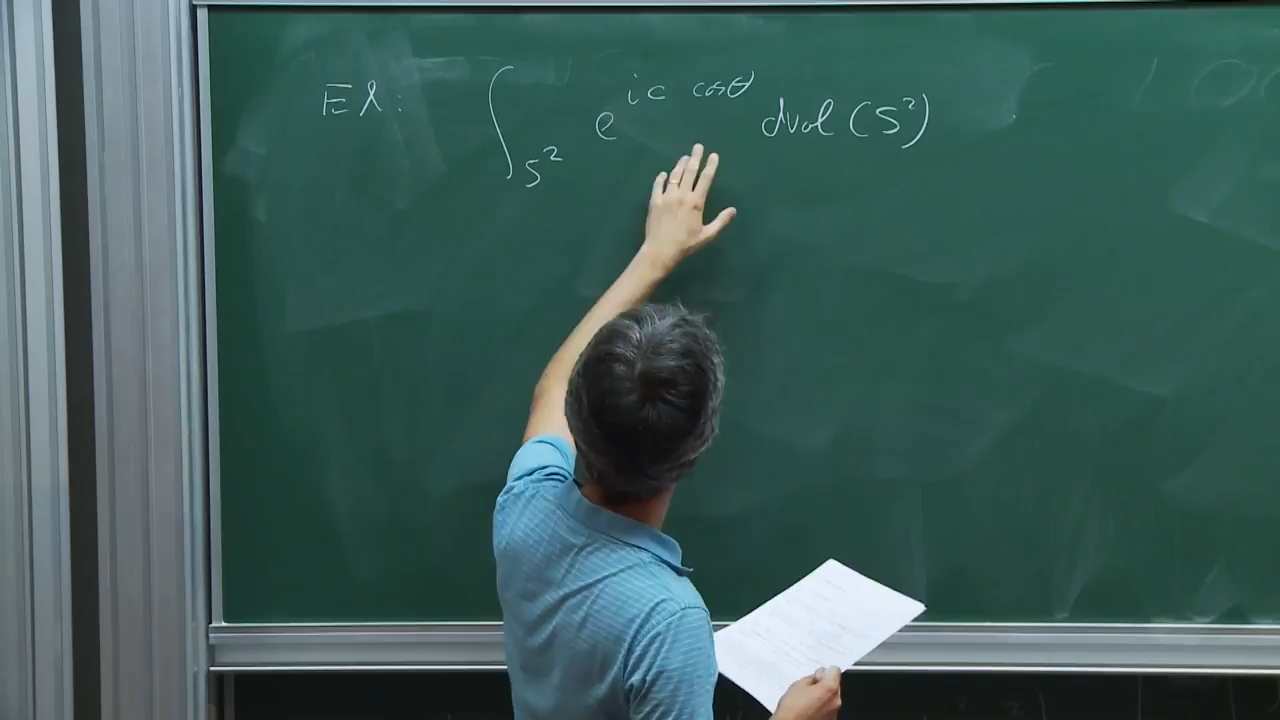 Ex: ∫_{S²} e^{ic cosθ} dvol(S²)